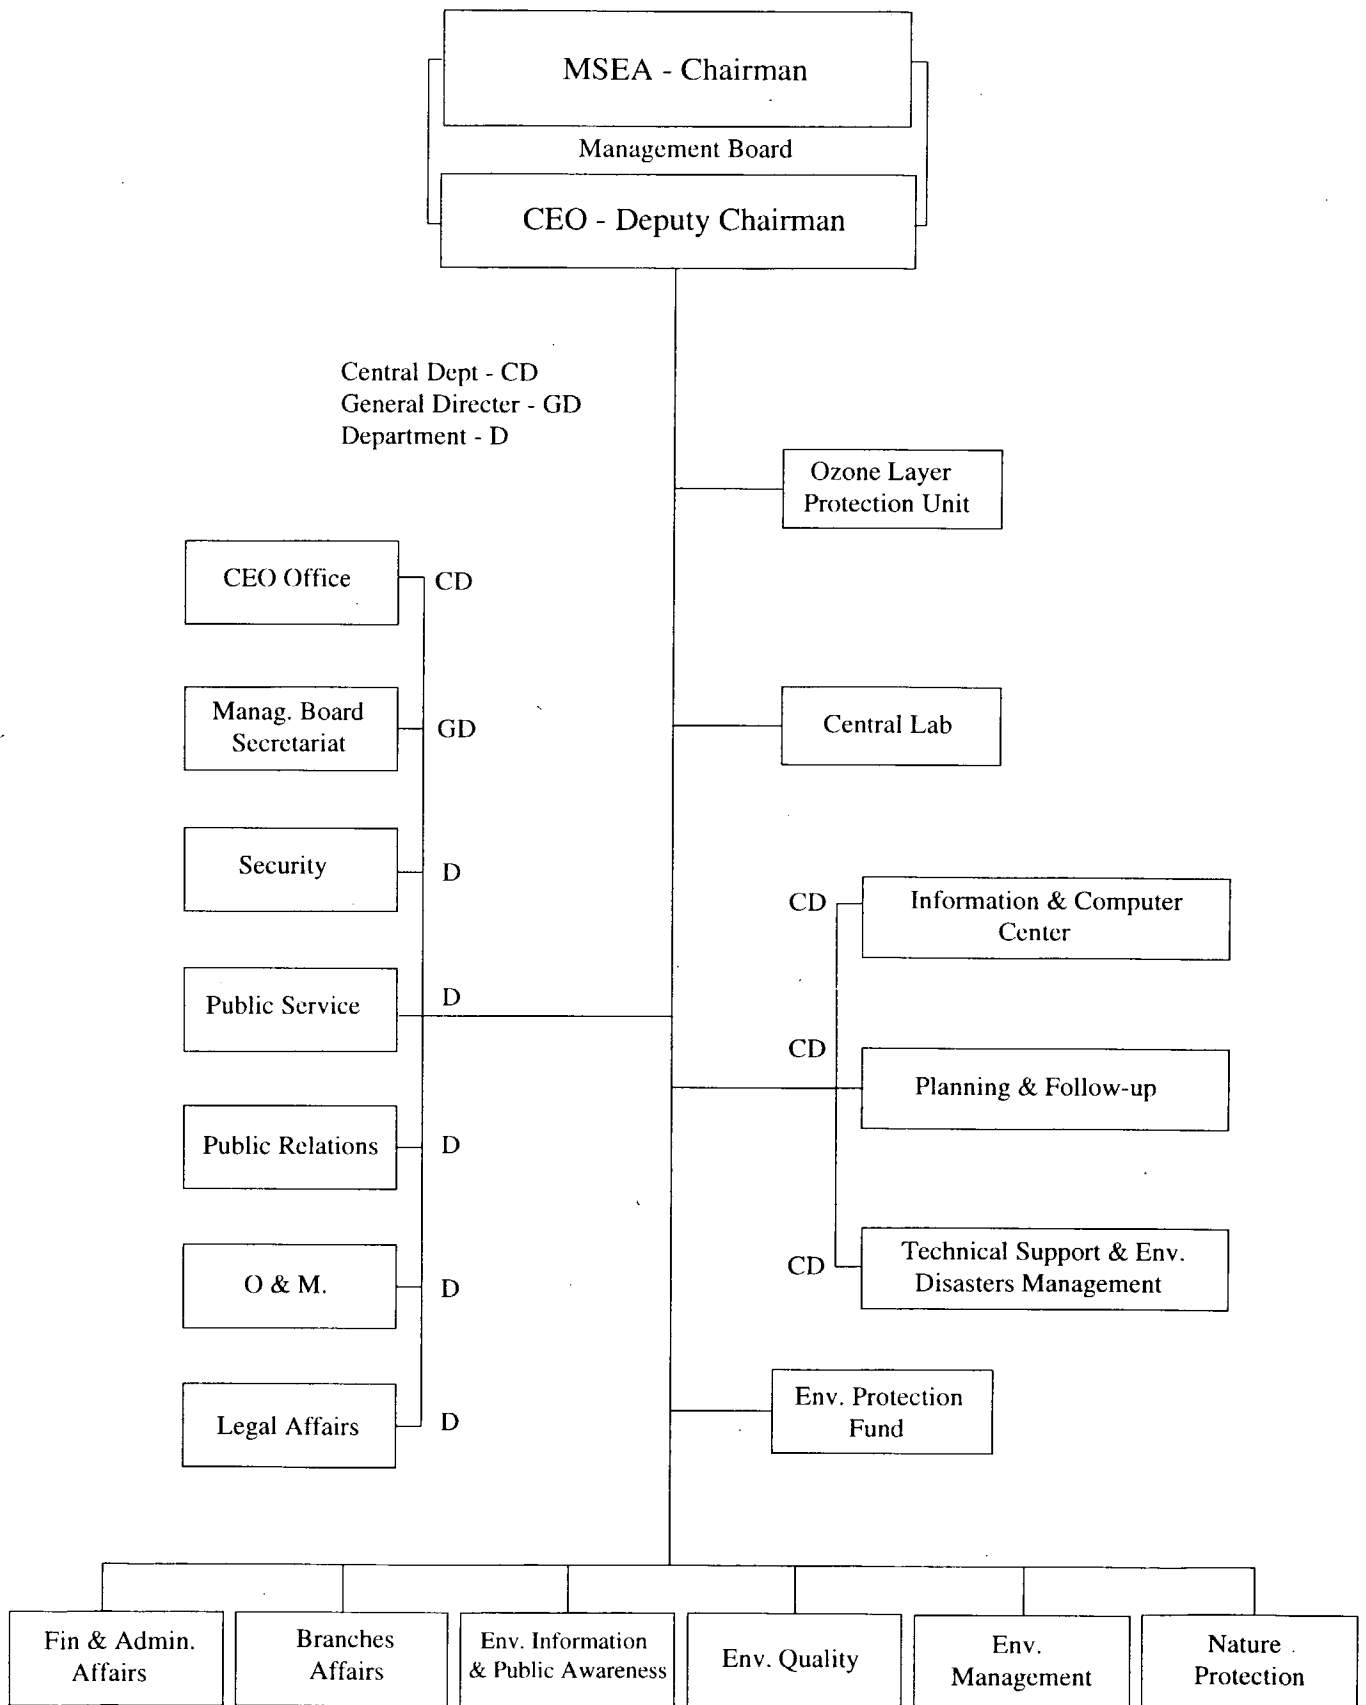 MSEA - Chairman
Management Board
CEO - Deputy Chairman
Central Dept - CD
General Directer - GD
Department - D
Ozone Layer
Protection Unit
CEO Office
CD
Manag. Board
Secretariat
GD
Central Lab
Security
D
CD
Information & Computer
Center
Public Service
D
CD
Planning & Follow-up
Public Relations
D
O & M.
D
CD
Technical Support & Env.
Disasters Management
Legal Affairs
D
Env. Protection
Fund
Fin & Admin.
Affairs
Branches
Affairs
Env. Information
& Public Awareness
Env. Quality
Env.
Management
Nature
Protection